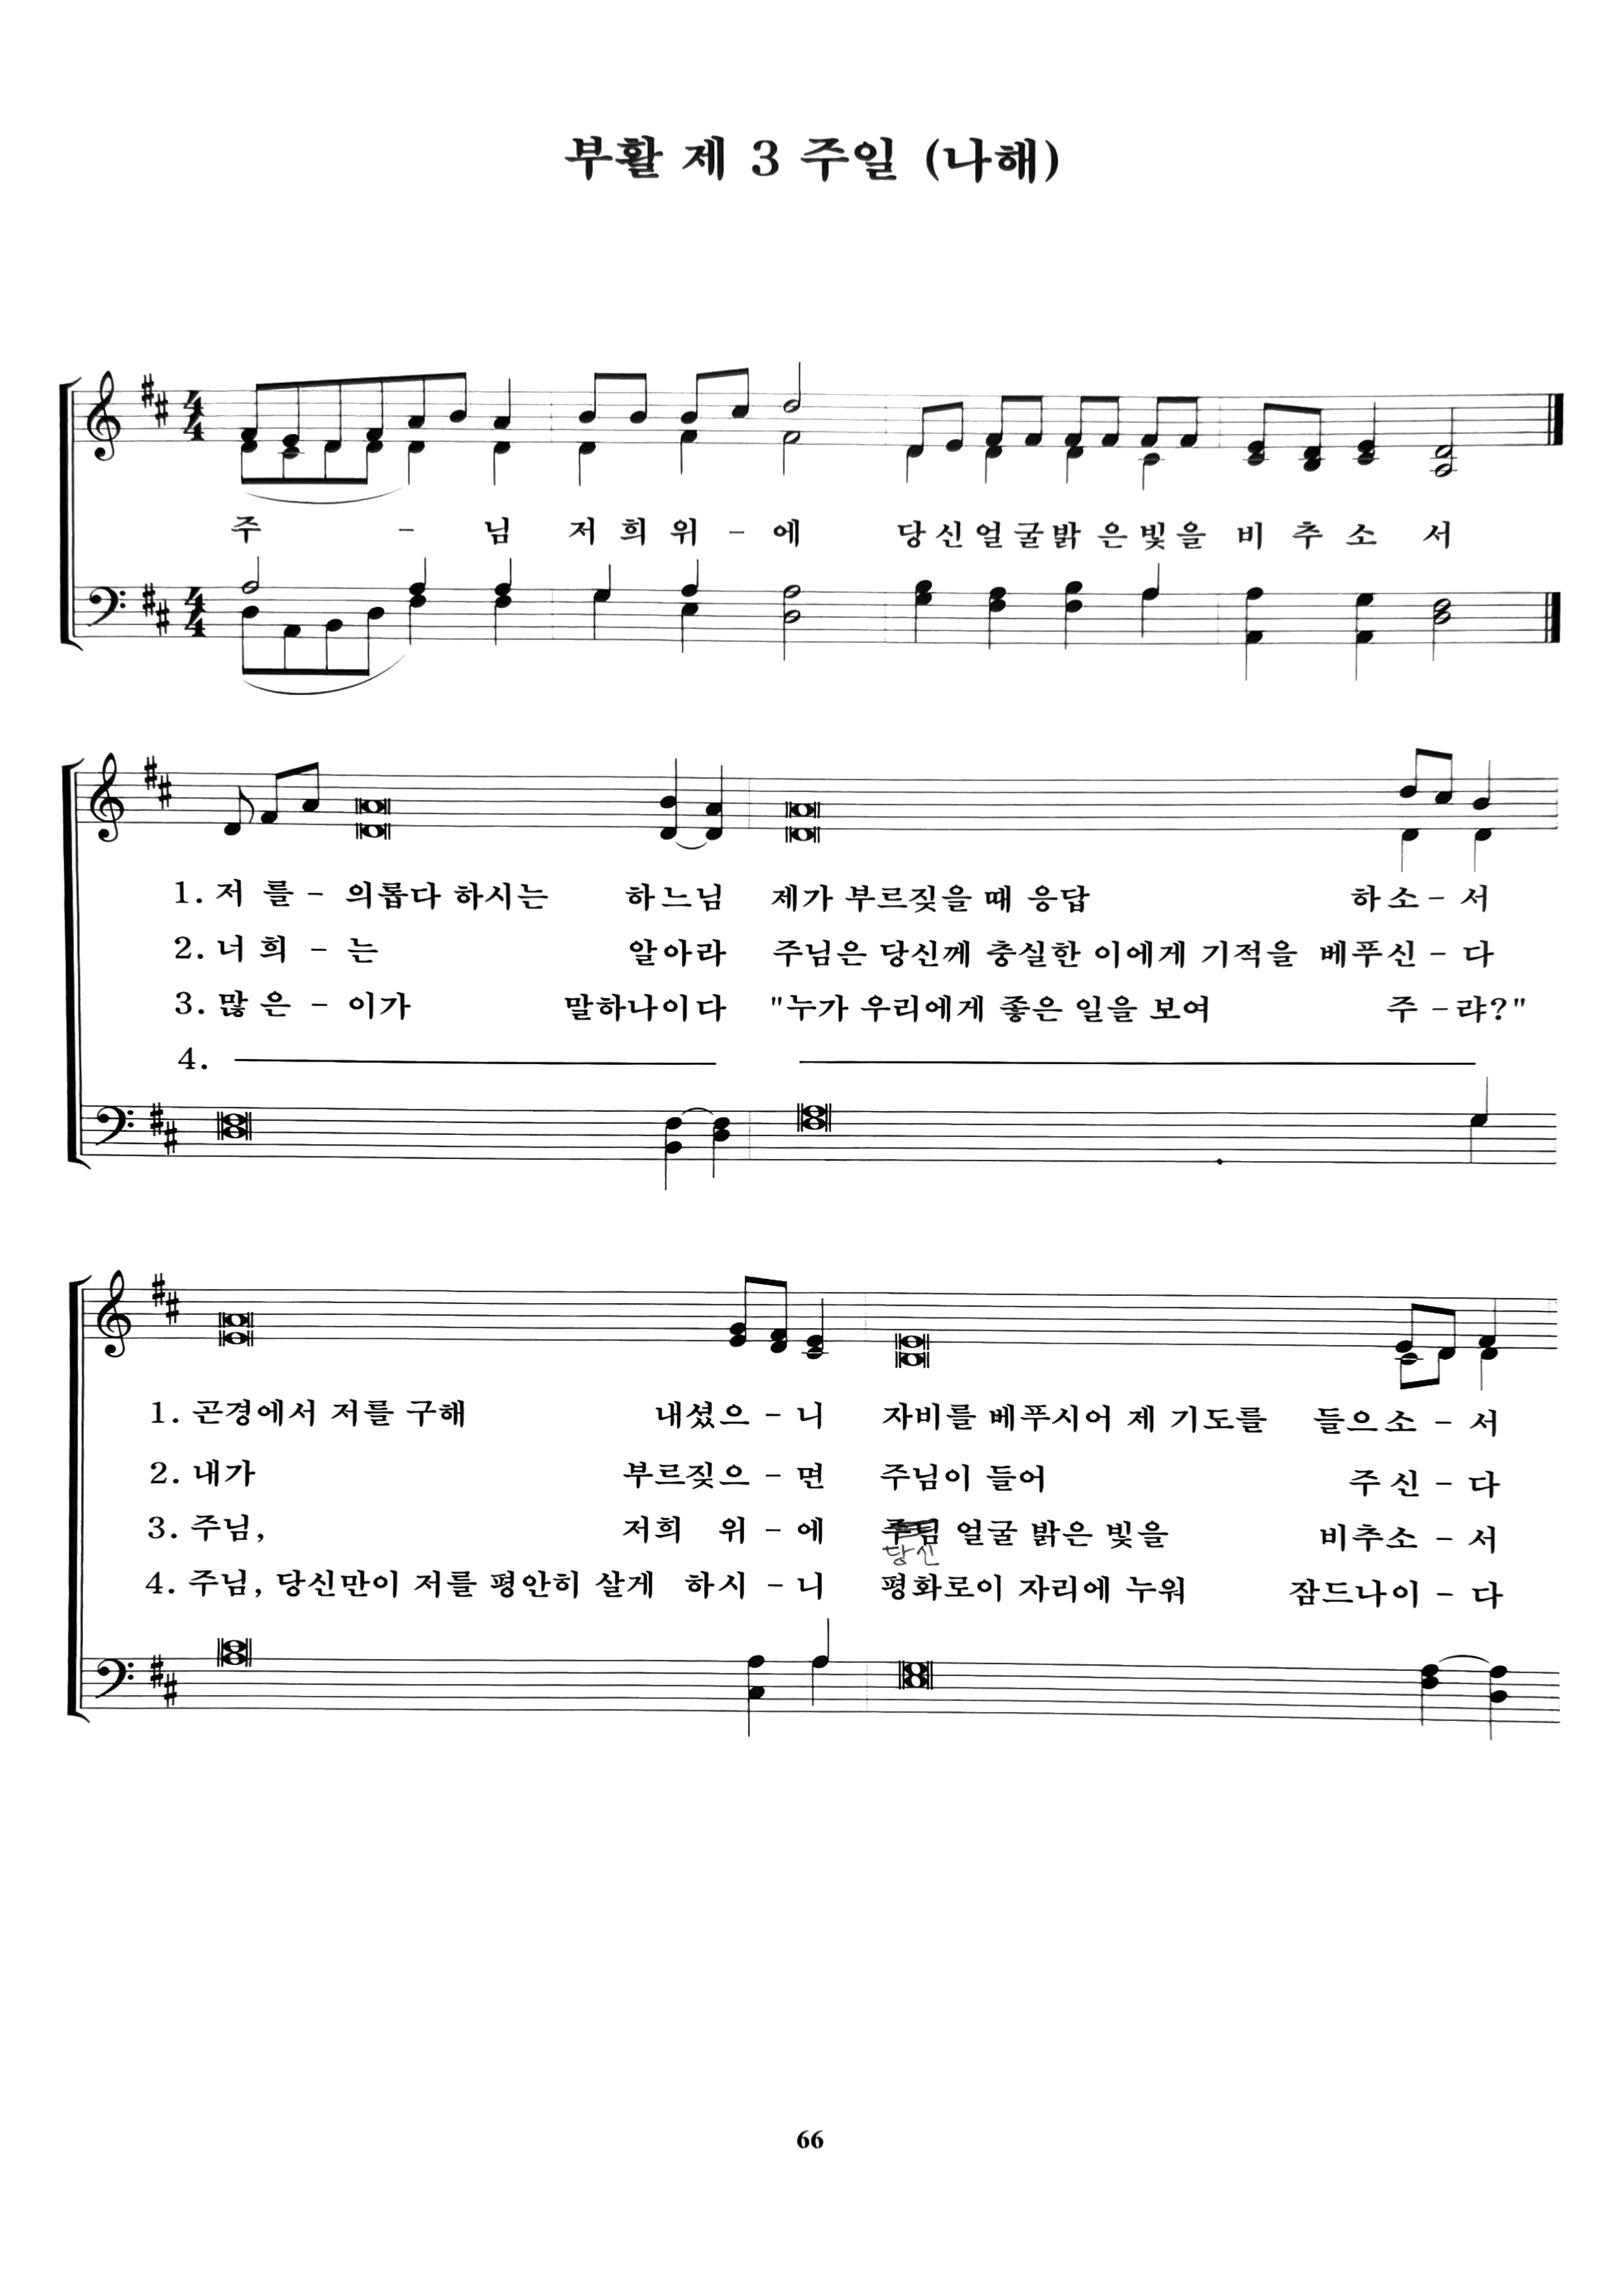 부활 제 3 주일 (나해)
주 - 님 저 희 위 - 에 당 신 얼 굴 밝 은 빛 을 비 추 소 서
1. 저 를 - 의롭다 하시는 하느님 제가 부르짖을 때 응답 하소 - 서
2. 너 희 - 는 알아라 주님은 당신께 충실한 이에게 기적을 베푸신 - 다
3. 많 은 - 이가 말하나이다 "누가 우리에게 좋은 일을 보여 주 - 랴?"
4.
1. 곤경에서 저를 구해 내셨으 - 니 자비를 베푸시어 제 기도를 들으소 - 서
2. 내가 부르짖으 - 면 주님이 들어 주신 - 다
3. 주님, 저희 위 - 에 주님 얼굴 밝은 빛을 비추소 - 서
당신
4. 주님, 당신만이 저를 평안히 살게 하시 - 니 평화로이 자리에 누워 잠드나이 - 다
66